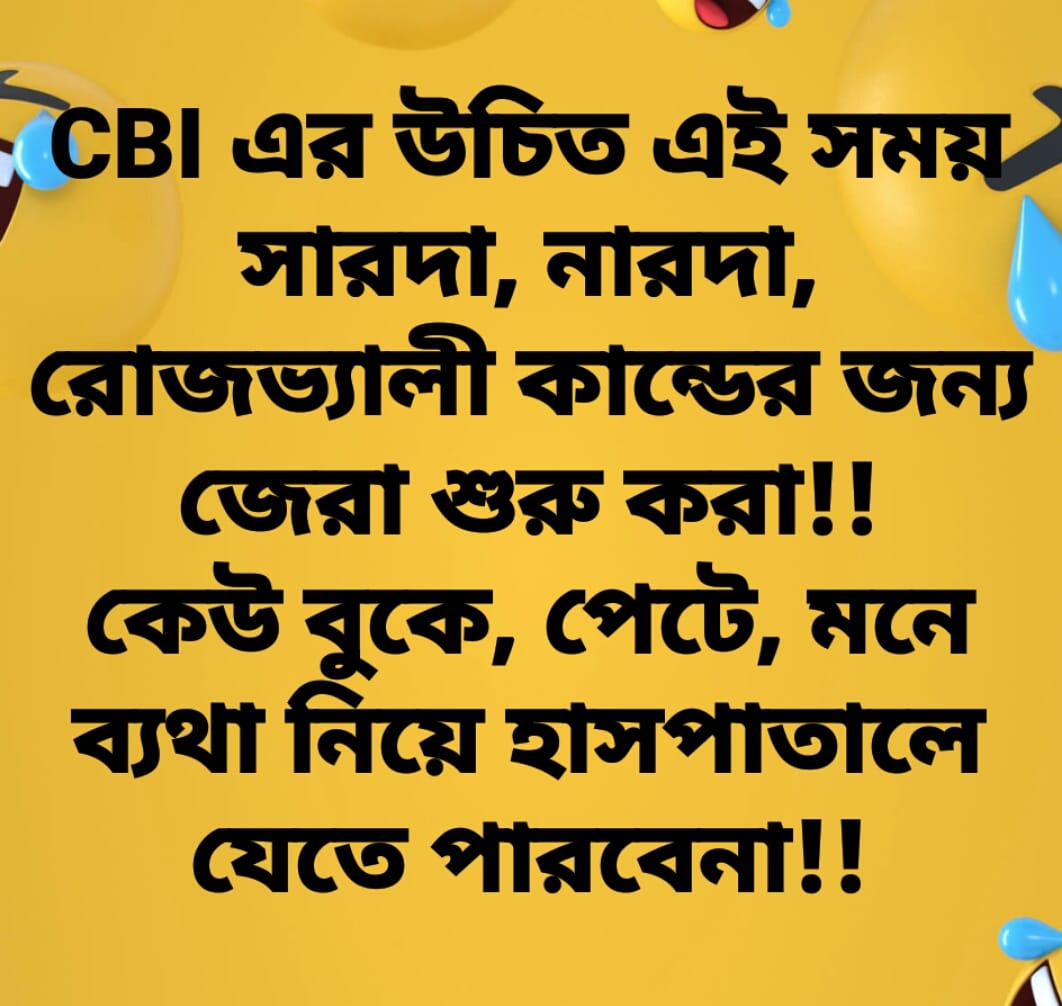 CBI এর উচিত এই সময়
সারদা, নারদা,
রোজভ্যালী কান্ডের জন্য
জেরা শুরু করা!!
কেউ বুকে, পেটে, মনে
ব্যথা নিয়ে হাসপাতালে
যেতে পারবেনা!!